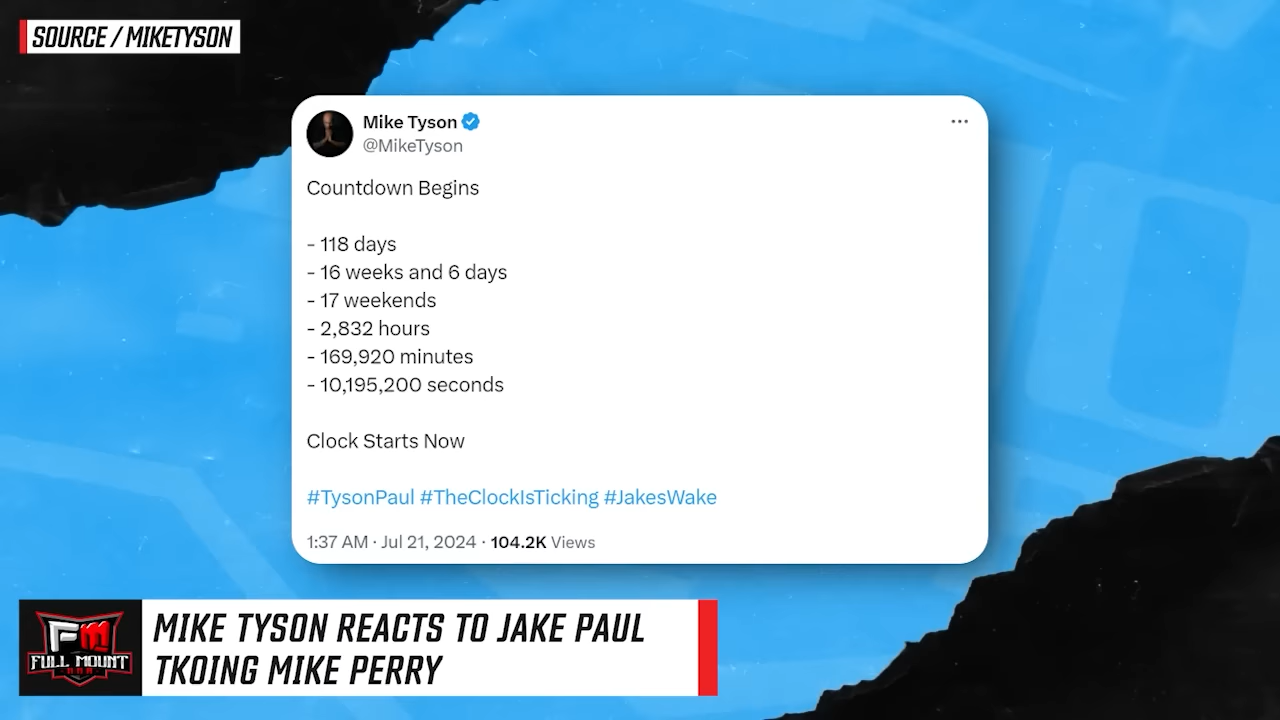 SOURCE / MIKETYSON
Mike Tyson
@MikeTyson
Countdown Begins
- 118 days
- 16 weeks and 6 days
- 17 weekends
- 2,832 hours
- 169,920 minutes
- 10,195,200 seconds
Clock Starts Now
#TysonPaul #TheClockIsTicking #JakesWake
1:37 AM · Jul 21, 2024 · 104.2K Views
MIKE TYSON REACTS TO JAKE PAUL
TKOING MIKE PERRY
FM
FULL MOUNT